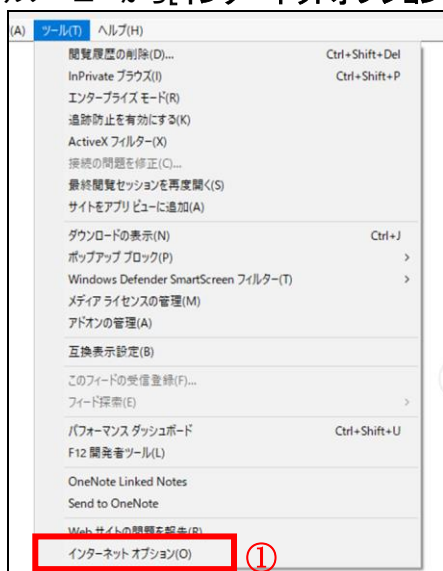 (A) ツール(T) ヘルプ(H)
閲覧履歴の削除(D)... Ctrl+Shift+Del
InPrivate ブラウズ(I) Ctrl+Shift+P
エンタープライズ モード(R)
追跡防止を有効にする(K)
ActiveX フィルター(X)
接続の問題を修正(C)...
最終閲覧セッションを再度開く(S)
サイトをアプリ ビューに追加(A)
ダウンロードの表示(N) Ctrl+J
ポップアップ ブロック(P) >
Windows Defender SmartScreen フィルター(T) >
メディア ライセンスの管理(M)
アドオンの管理(A)
互換表示設定(B)
このフィードの受信登録(F)...
フィード探索(E) >
パフォーマンス ダッシュボード Ctrl+Shift+U
F12 開発者ツール(L)
OneNote Linked Notes
Send to OneNote
Web サイトの問題を報告(R)
インターネット オプション(O) ①